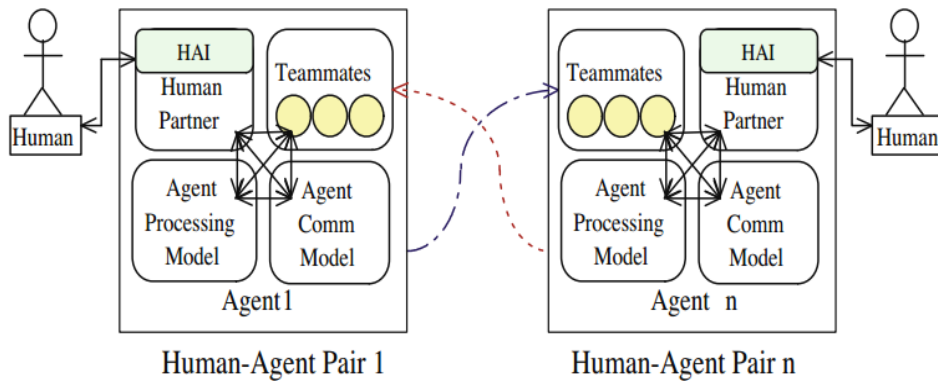 HAI
Human
Partner
Teammates
Human
Agent
Processing
Model
Agent
Comm
Model
Agent1
Human-Agent Pair 1
Teammates
HAI
Human
Partner
Human
Agent
Processing
Model
Agent
Comm
Model
Agent n
Human-Agent Pair n